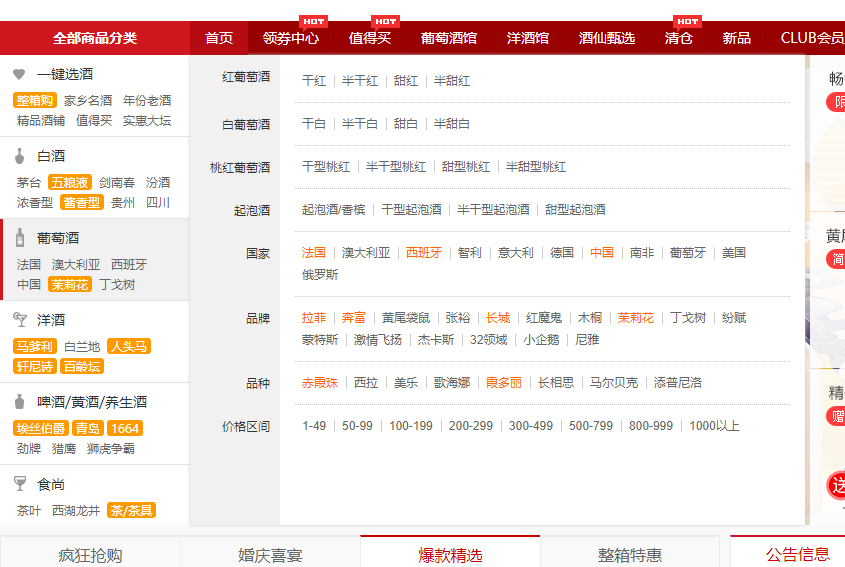 HOT HOT HOT
全部商品分类 首页 领券中心 值得买 葡萄酒馆 洋酒馆 酒仙甄选 清仓 新品 CLUB会员
一键选酒
整箱购 家乡名酒 年份老酒
精品酒铺 值得买 实惠大坛
白酒
茅台 五粮液 剑南春 汾酒
浓香型 酱香型 贵州 四川
葡萄酒
法国 澳大利亚 西班牙
中国 茉莉花 丁戈树
洋酒
马爹利 白兰地 人头马
轩尼诗 百龄坛
啤酒/黄酒/养生酒
埃丝伯爵 青岛 1664
劲牌 猎鹰 狮虎争霸
食尚
茶叶 西湖龙井 茶/茶具
红葡萄酒 干红 半干红 甜红 半甜红
白葡萄酒 干白 半干白 甜白 半甜白
桃红葡萄酒 干型桃红 半干型桃红 甜型桃红 半甜型桃红
起泡酒 起泡酒/香槟 干型起泡酒 半干型起泡酒 甜型起泡酒
国家 法国 澳大利亚 西班牙 智利 意大利 德国 中国 南非 葡萄牙 美国
俄罗斯
品牌 拉菲 奔富 黄尾袋鼠 张裕 长城 红魔鬼 木桐 茉莉花 丁戈树 纷赋
蒙特斯 激情飞扬 杰卡斯 32领域 小企鹅 尼雅
品种 赤霞珠 西拉 美乐 歌海娜 霞多丽 长相思 马尔贝克 添普尼洛
价格区间 1-49 50-99 100-199 200-299 300-499 500-799 800-999 1000以上
畅
限
黄尾
简
精
赠
送
疯狂抢购 婚庆喜宴 爆款精选 整箱特惠 公告信息